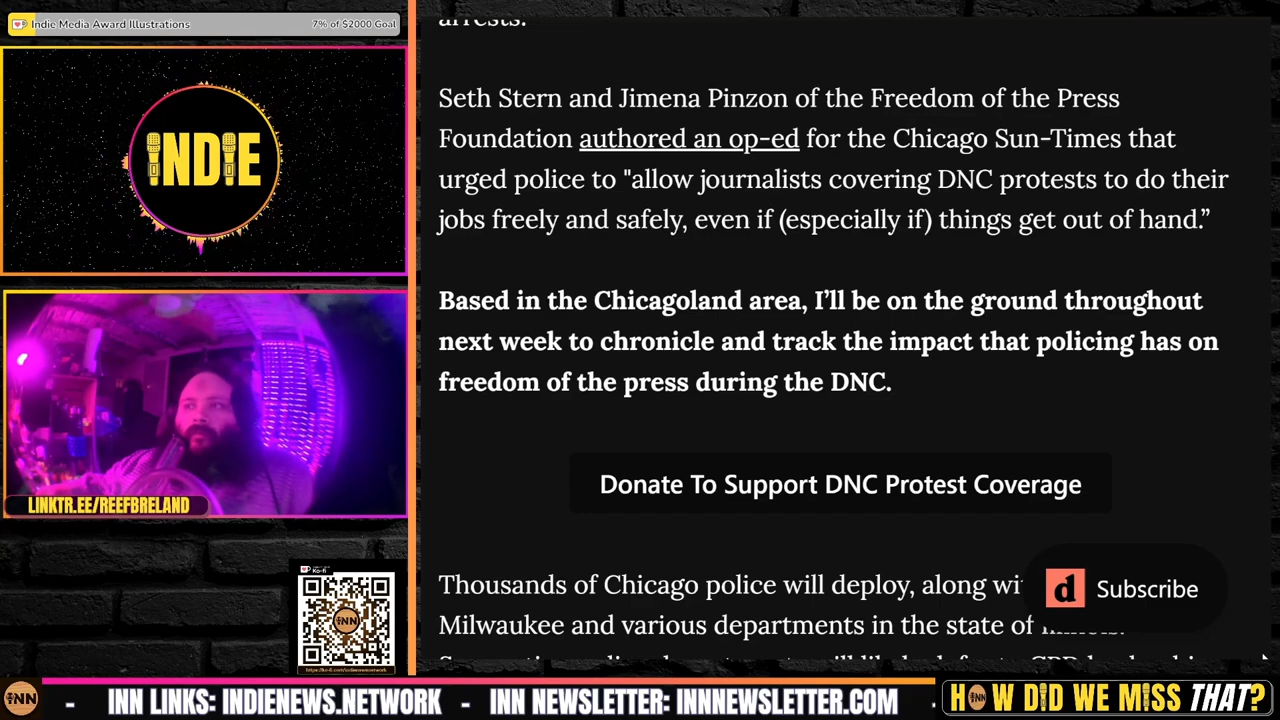 Indie Media Award Illustrations
7% of $2000 Goal
INDIE
LINKTR.EE/REEFBRELAND
Ko-fi
INN
arrests.
Seth Stern and Jimena Pinzon of the Freedom of the Press
Foundation authored an op-ed for the Chicago Sun-Times that
urged police to "allow journalists covering DNC protests to do their
jobs freely and safely, even if (especially if) things get out of hand.”
Based in the Chicagoland area, I’ll be on the ground throughout
next week to chronicle and track the impact that policing has on
freedom of the press during the DNC.
Donate To Support DNC Protest Coverage
Thousands of Chicago police will deploy, along
Milwaukee and various departments in the state of
d Subscribe
INN - INN LINKS: INDIENEWS.NETWORK - INN NEWSLETTER: INNNEWSLETTER.COM -
HOW DID WE MISS THAT?